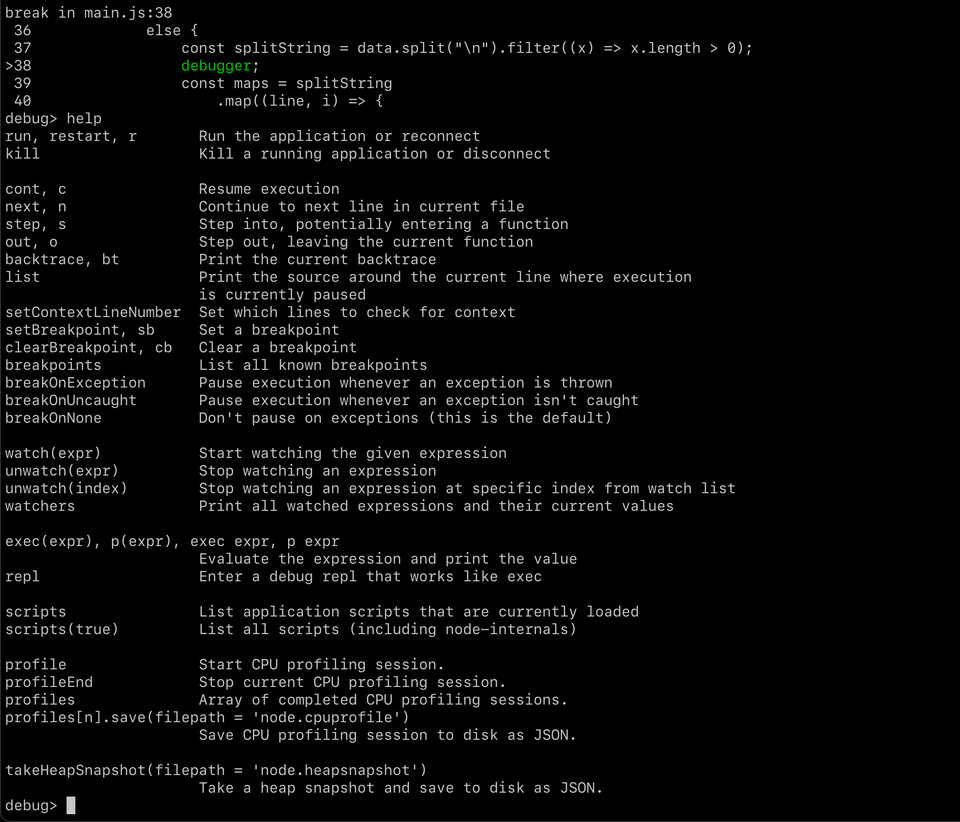 break in main.js:38
 36             else {
 37                 const splitString = data.split("\n").filter((x) => x.length > 0);
>38                 debugger;
 39                 const maps = splitString
 40                     .map((line, i) => {
debug> help
run, restart, r       Run the application or reconnect
kill                  Kill a running application or disconnect

cont, c               Resume execution
next, n               Continue to next line in current file
step, s               Step into, potentially entering a function
out, o                Step out, leaving the current function
backtrace, bt         Print the current backtrace
list                  Print the source around the current line where execution
                      is currently paused
setContextLineNumber  Set which lines to check for context
setBreakpoint, sb     Set a breakpoint
clearBreakpoint, cb   Clear a breakpoint
breakpoints           List all known breakpoints
breakOnException      Pause execution whenever an exception is thrown
breakOnUncaught       Pause execution whenever an exception isn't caught
breakOnNone           Don't pause on exceptions (this is the default)

watch(expr)           Start watching the given expression
unwatch(expr)         Stop watching an expression
unwatch(index)        Stop watching an expression at specific index from watch list
watchers              Print all watched expressions and their current values

exec(expr), p(expr), exec expr, p expr
                      Evaluate the expression and print the value
repl                  Enter a debug repl that works like exec

scripts               List application scripts that are currently loaded
scripts(true)         List all scripts (including node-internals)

profile               Start CPU profiling session.
profileEnd            Stop current CPU profiling session.
profiles              Array of completed CPU profiling sessions.
profiles[n].save(filepath = 'node.cpuprofile')
                      Save CPU profiling session to disk as JSON.

takeHeapSnapshot(filepath = 'node.heapsnapshot')
                      Take a heap snapshot and save to disk as JSON.
debug>